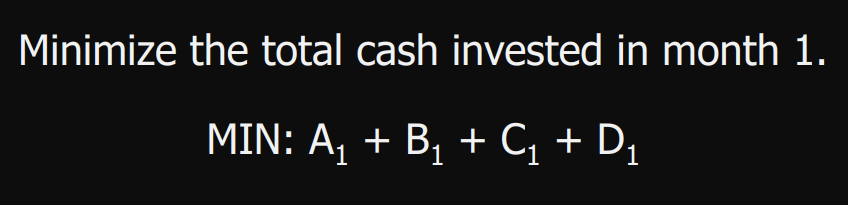 Minimize the total cash invested in month 1.
MIN: A₁ + B₁ + C₁ + D₁